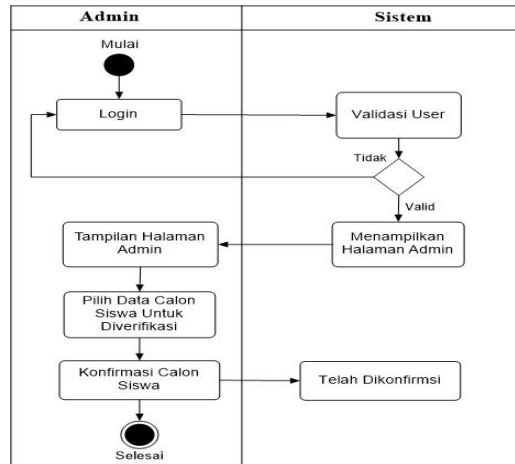 Admin
Sistem
Mulai
Login
Validasi User
Tidak
Valid
Tampilan Halaman
Admin
Menampilkan
Halaman Admin
Pilih Data Calon
Siswa Untuk
Diverifikasi
Konfirmasi Calon
Siswa
Telah Dikonfirmsi
Selesai